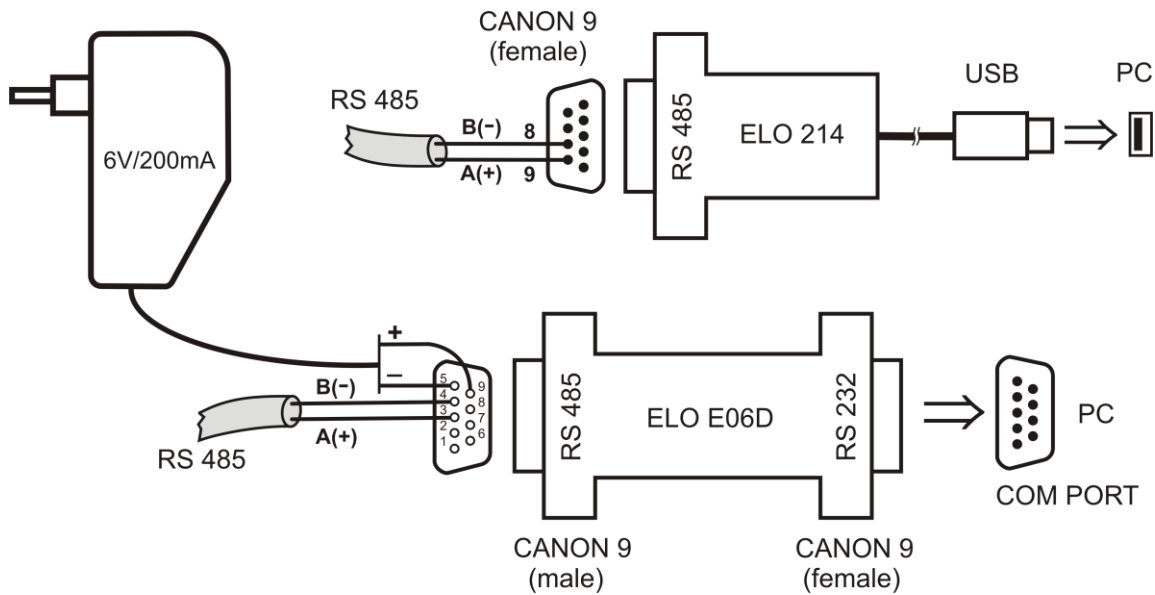 CANON 9
(female)
RS 485
B(−)
8
A(+)
9
RS 485
ELO 214
USB
PC
6V/200mA
+
−
B(−)
A(+)
RS 485
5
4
3
2
1
9
8
7
6
RS 485
ELO E06D
RS 232
PC
COM PORT
CANON 9
(male)
CANON 9
(female)